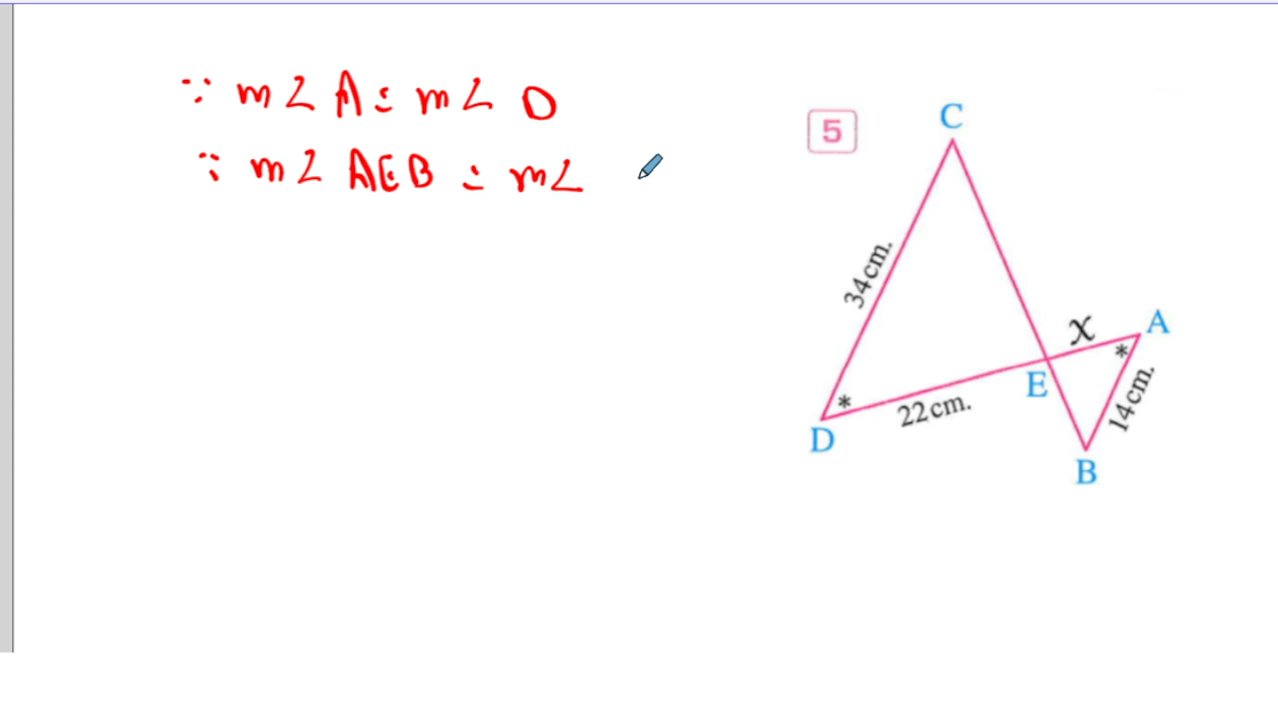 ∵ m∠ A = m∠ D
∵ m∠ AEB = m∠
5
C
34cm.
x
A
*
E
14cm.
*
22cm.
D
B